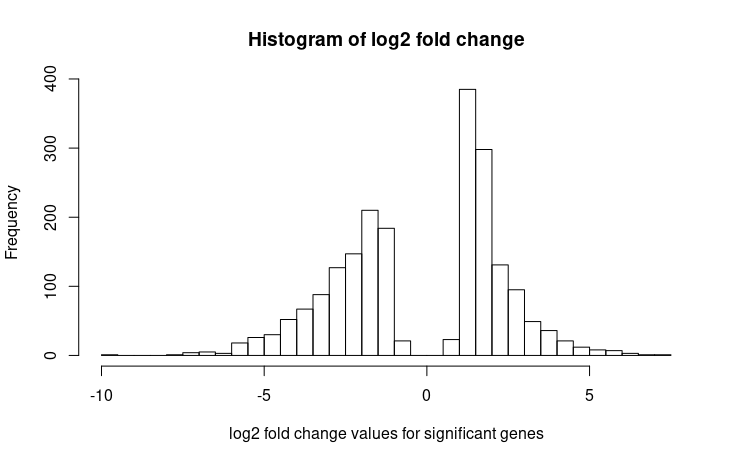 Histogram of log2 fold change
Frequency
400
300
200
100
0
-10 -5 0 5
log2 fold change values for significant genes